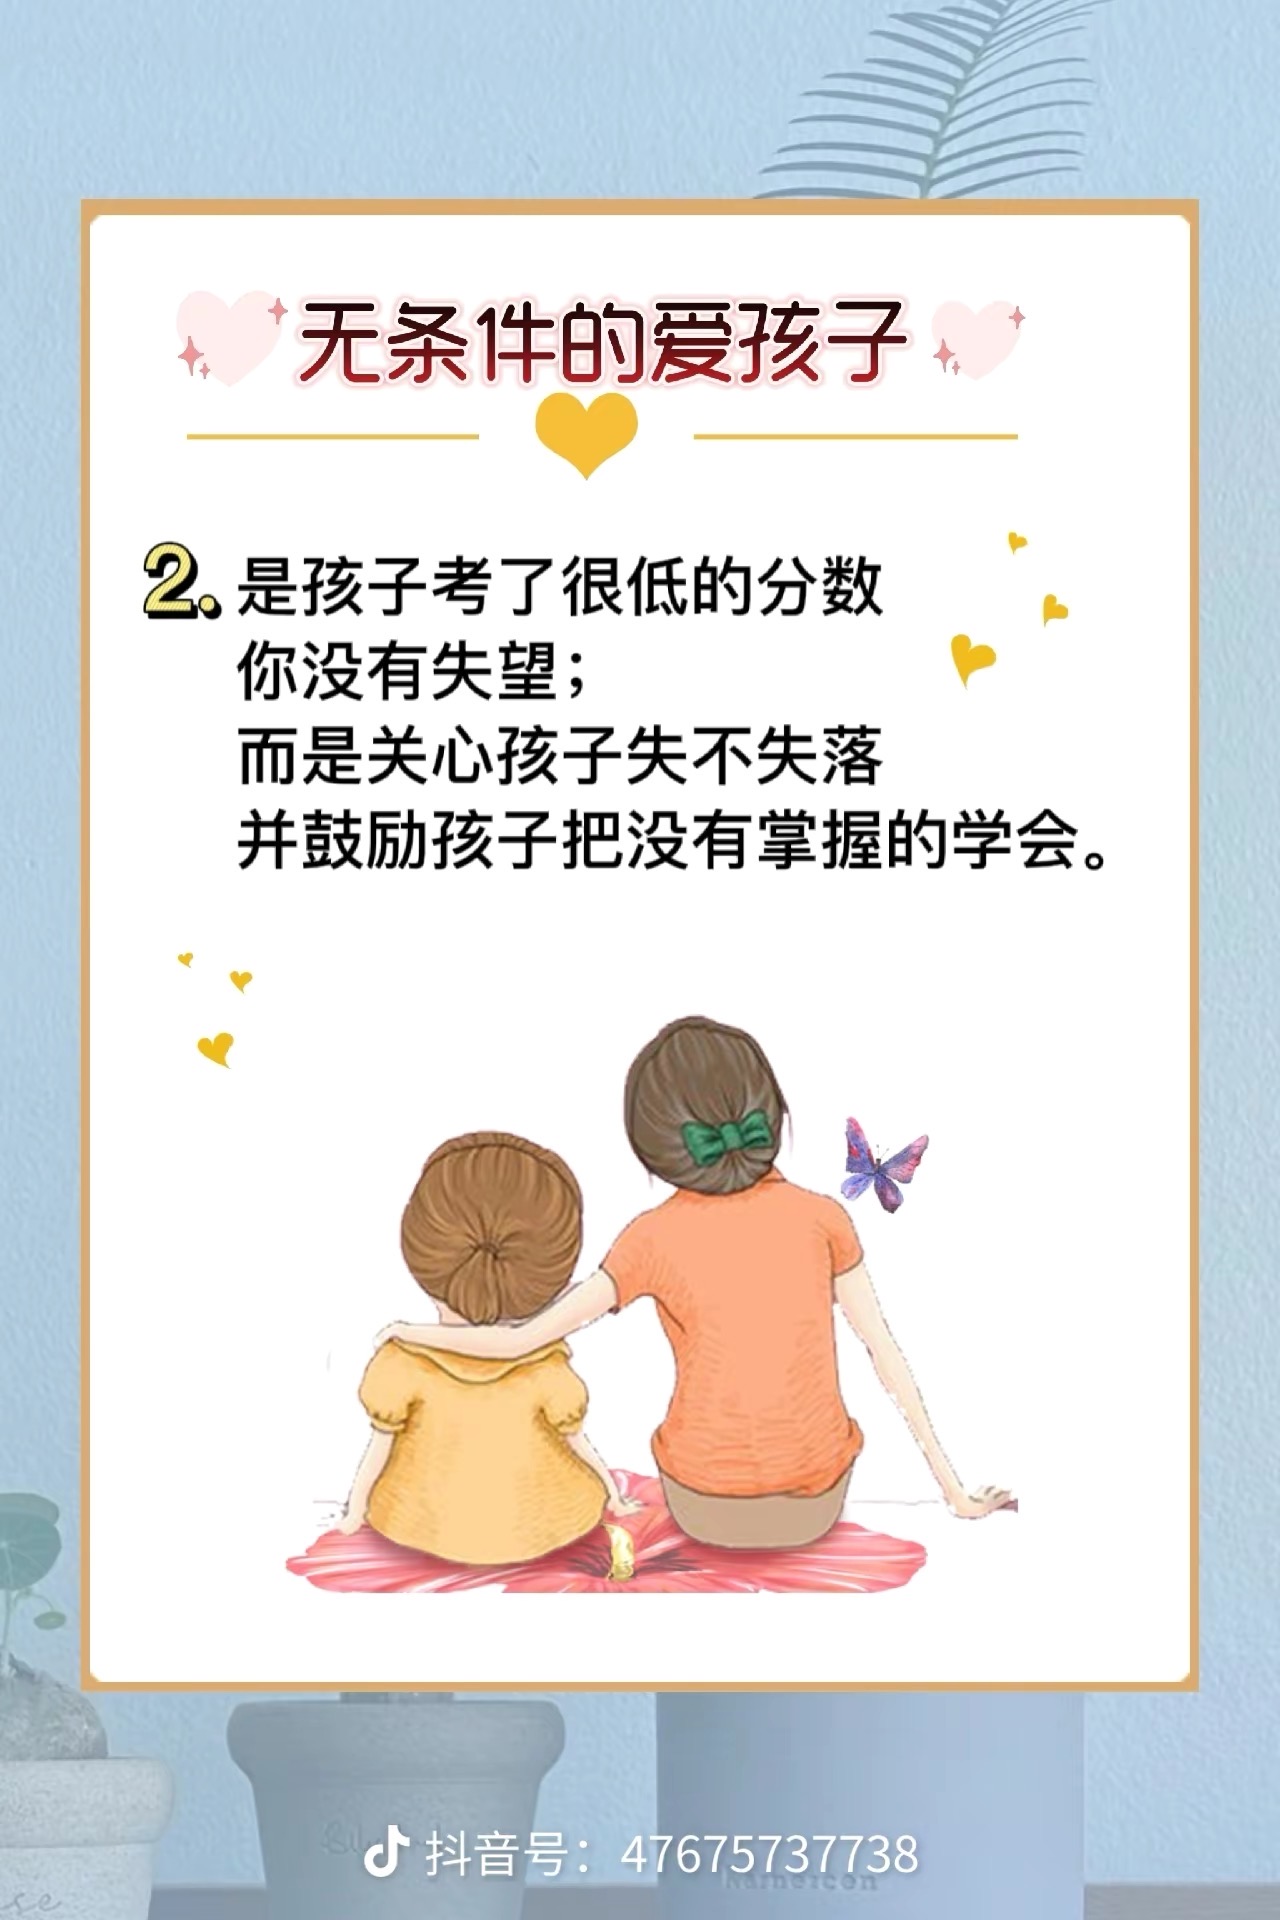 无条件的爱孩子
2. 是孩子考了很低的分数
你没有失望；
而是关心孩子失不失落
并鼓励孩子把没有掌握的学会。
抖音号：47675737738